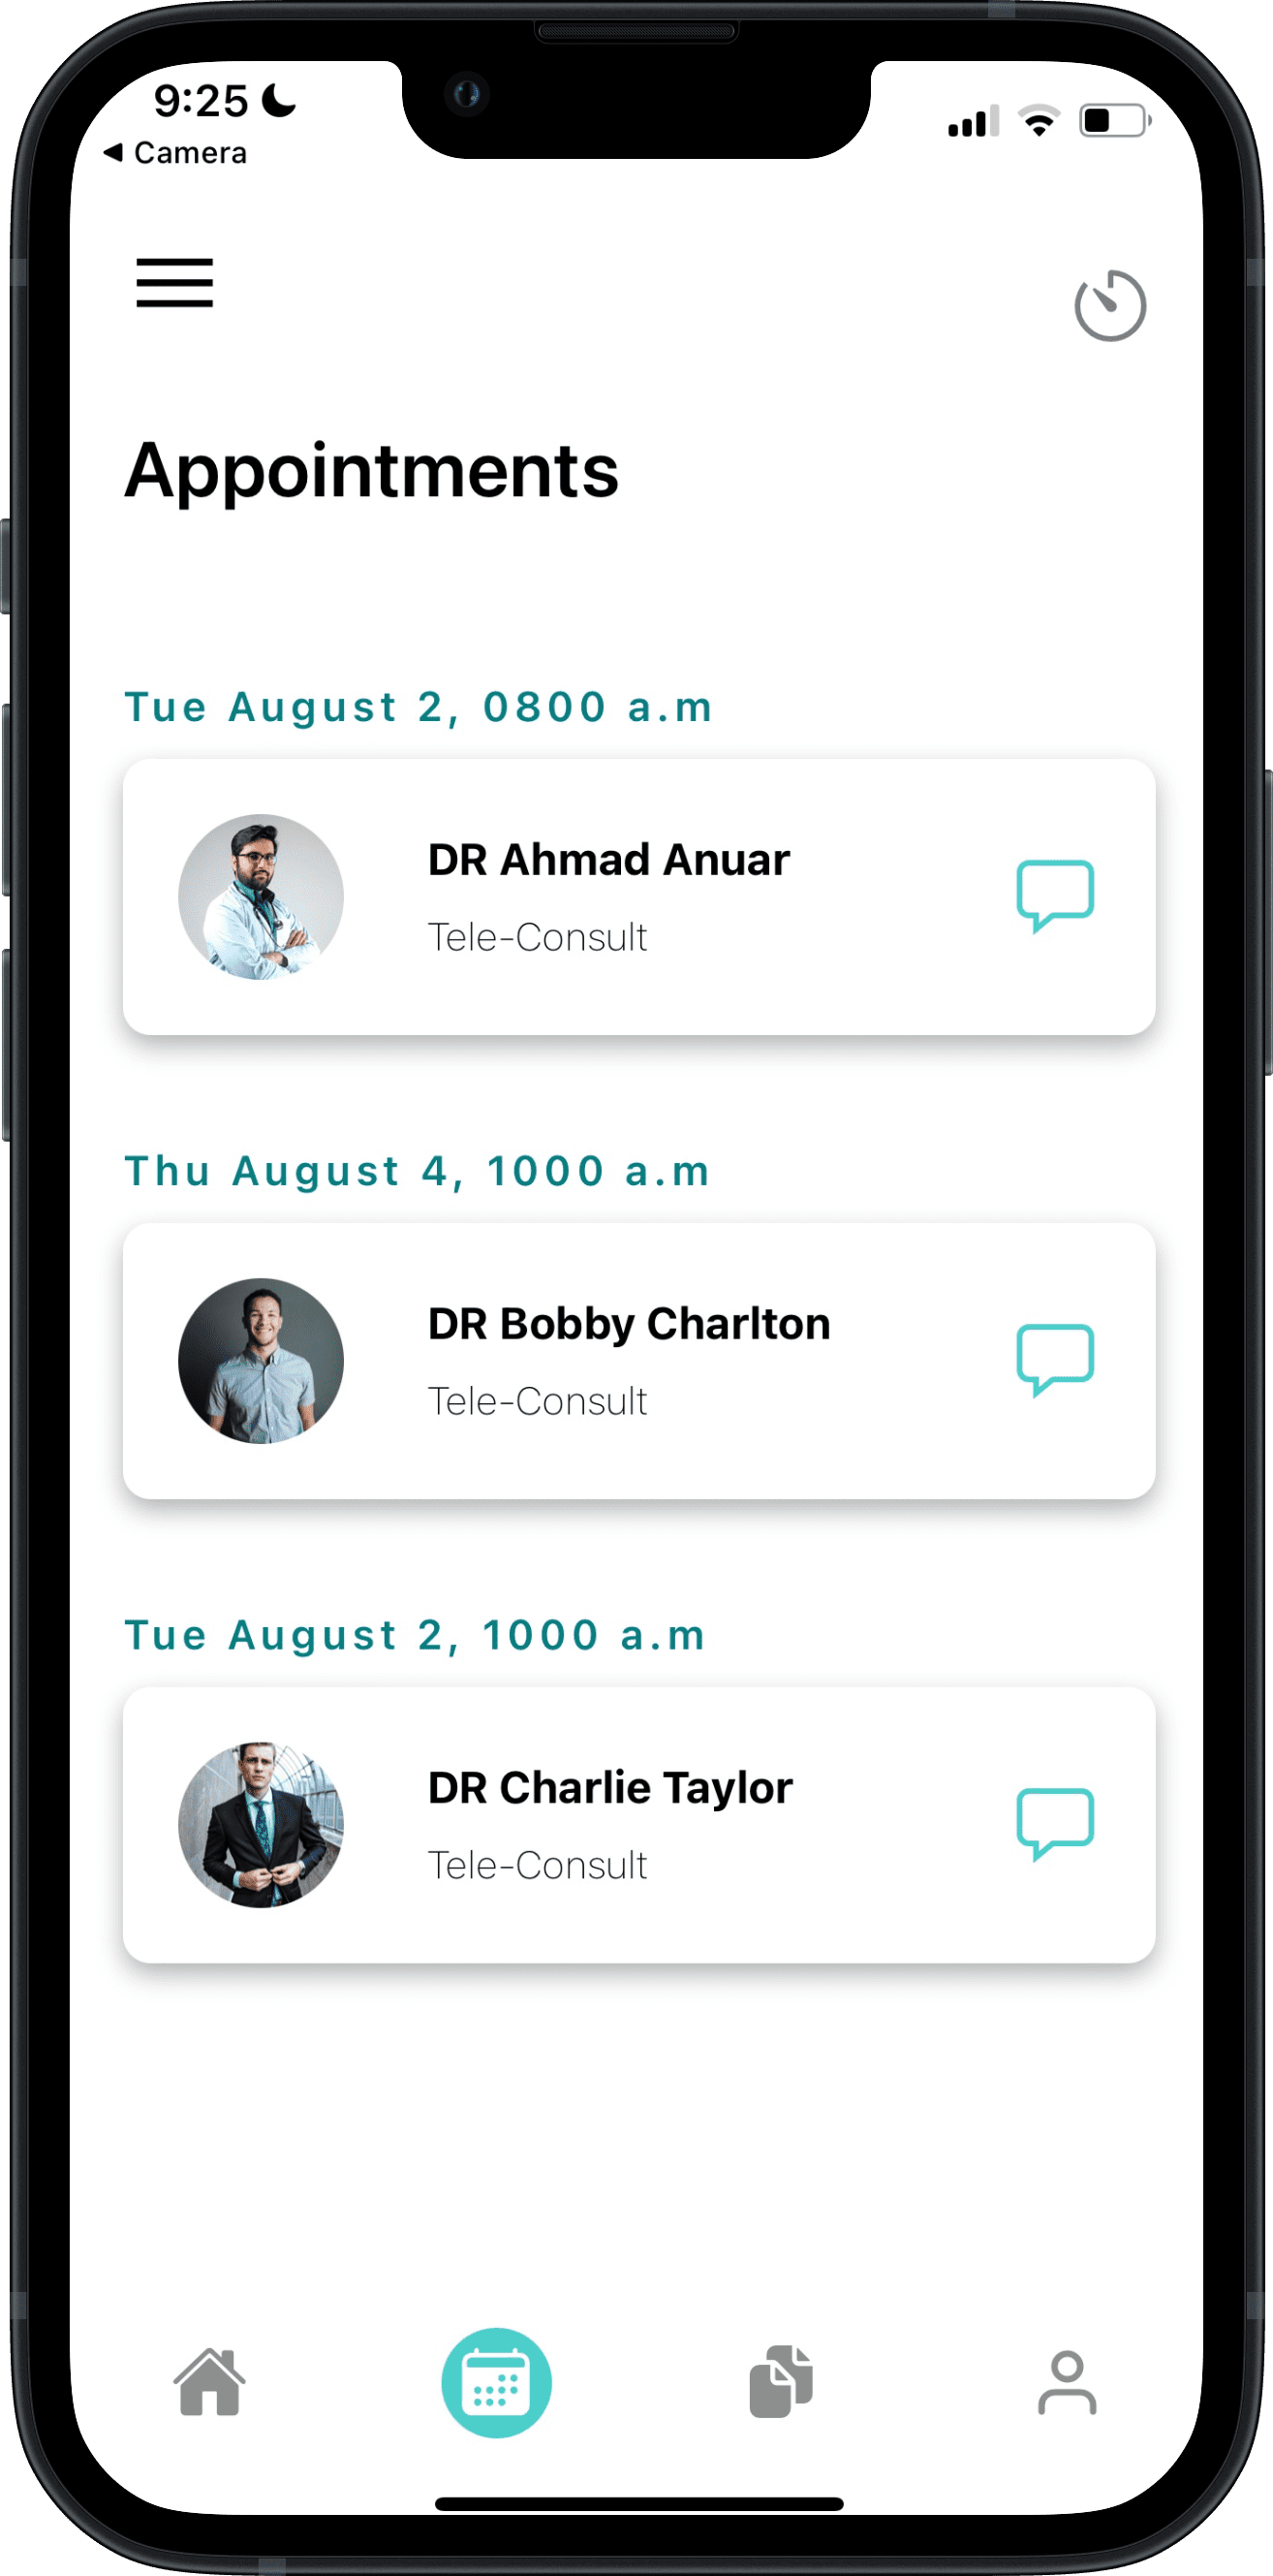 9:25
◀ Camera
Appointments
Tue August 2, 0800 a.m
DR Ahmad Anuar
Tele-Consult
Thu August 4, 1000 a.m
DR Bobby Charlton
Tele-Consult
Tue August 2, 1000 a.m
DR Charlie Taylor
Tele-Consult